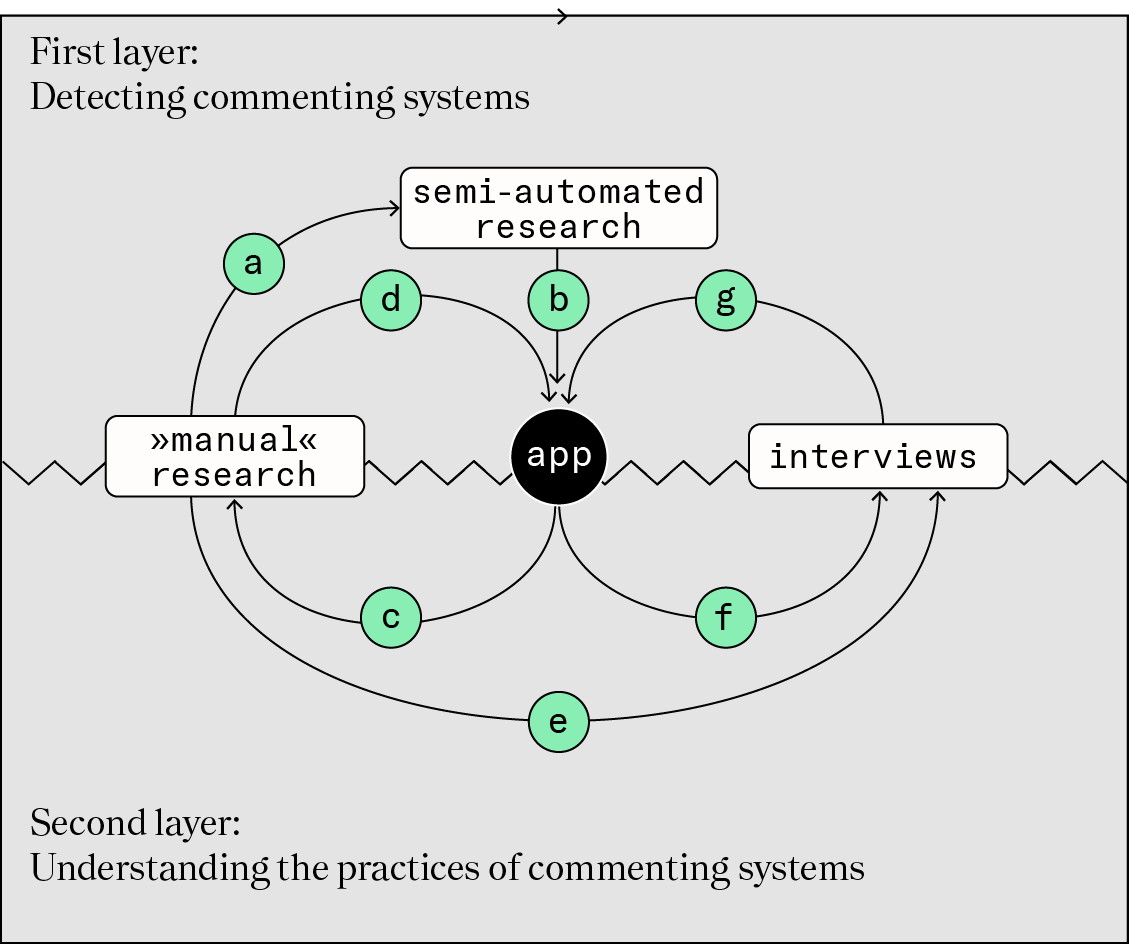 First layer:
Detecting commenting systems
semi-automated
research
a
d
b
g
»manual«
research
app
interviews
c
f
e
Second layer:
Understanding the practices of commenting systems